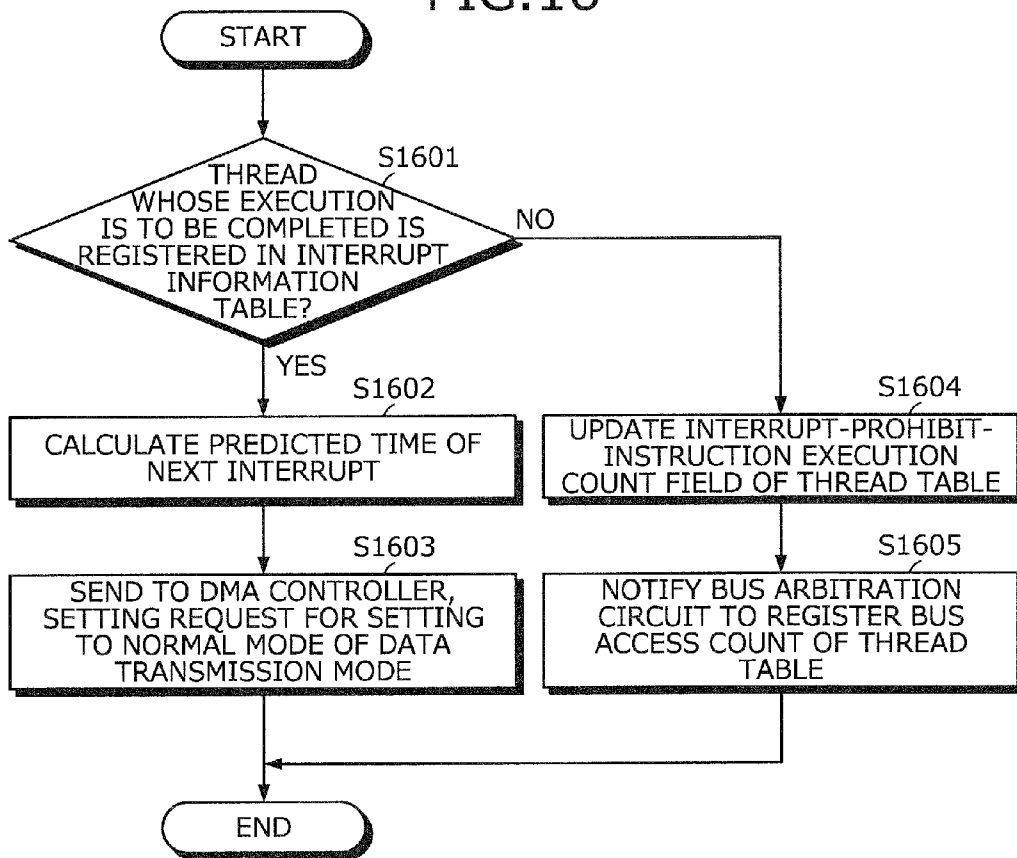 FIG.16
START
S1601
THREAD
WHOSE EXECUTION
IS TO BE COMPLETED IS
REGISTERED IN INTERRUPT
INFORMATION
TABLE?
NO
YES
S1602
CALCULATE PREDICTED TIME OF
NEXT INTERRUPT
S1603
SEND TO DMA CONTROLLER,
SETTING REQUEST FOR SETTING
TO NORMAL MODE OF DATA
TRANSMISSION MODE
S1604
UPDATE INTERRUPT-PROHIBIT-
INSTRUCTION EXECUTION
COUNT FIELD OF THREAD TABLE
S1605
NOTIFY BUS ARBITRATION
CIRCUIT TO REGISTER BUS
ACCESS COUNT OF THREAD
TABLE
END